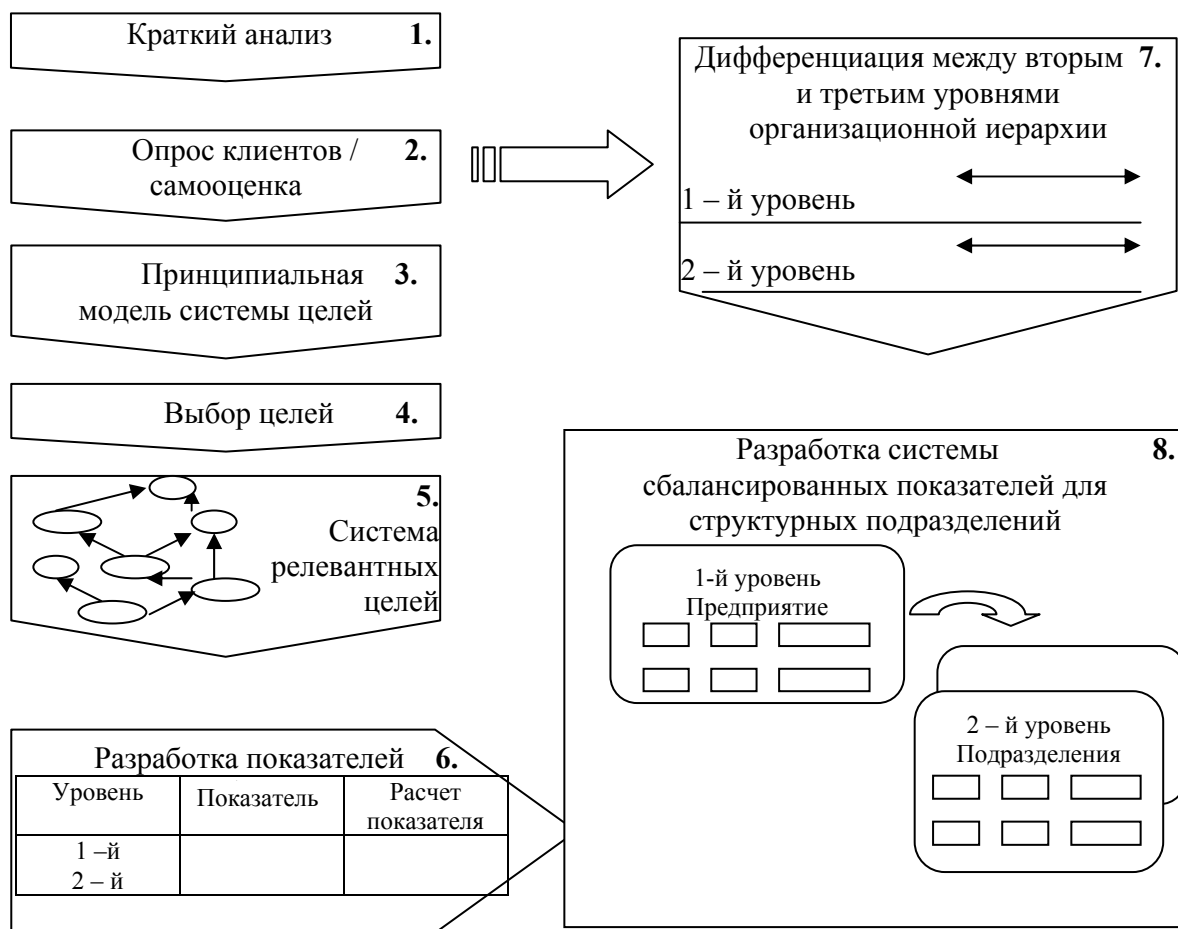 Краткий анализ 1.
Опрос клиентов / 2.
самооценка
Принципиальная 3.
модель системы целей
Выбор целей 4.
5.
Система
релевантных
целей
Разработка показателей 6.
Уровень Показатель Расчет
показателя
1 –й
2 – й
Дифференциация между вторым 7.
и третьим уровнями
организационной иерархии
1 – й уровень
2 – й уровень
Разработка системы 8.
сбалансированных показателей для
структурных подразделений
1-й уровень
Предприятие
2 – й уровень
Подразделения